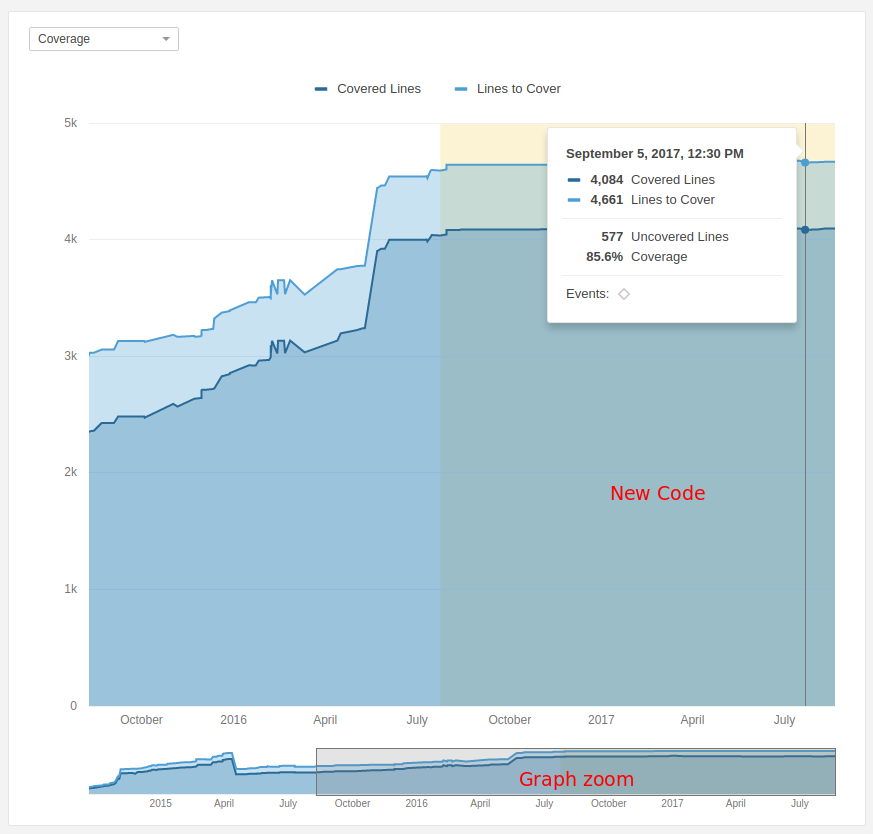 Coverage
Covered Lines Lines to Cover
5k
September 5, 2017, 12:30 PM
4,084 Covered Lines
4,661 Lines to Cover
577 Uncovered Lines
85.6% Coverage
Events:
4k
3k
2k
New Code
1k
0
October 2016 April July October 2017 April July
Graph zoom
2015 April July October 2016 April July October 2017 April July